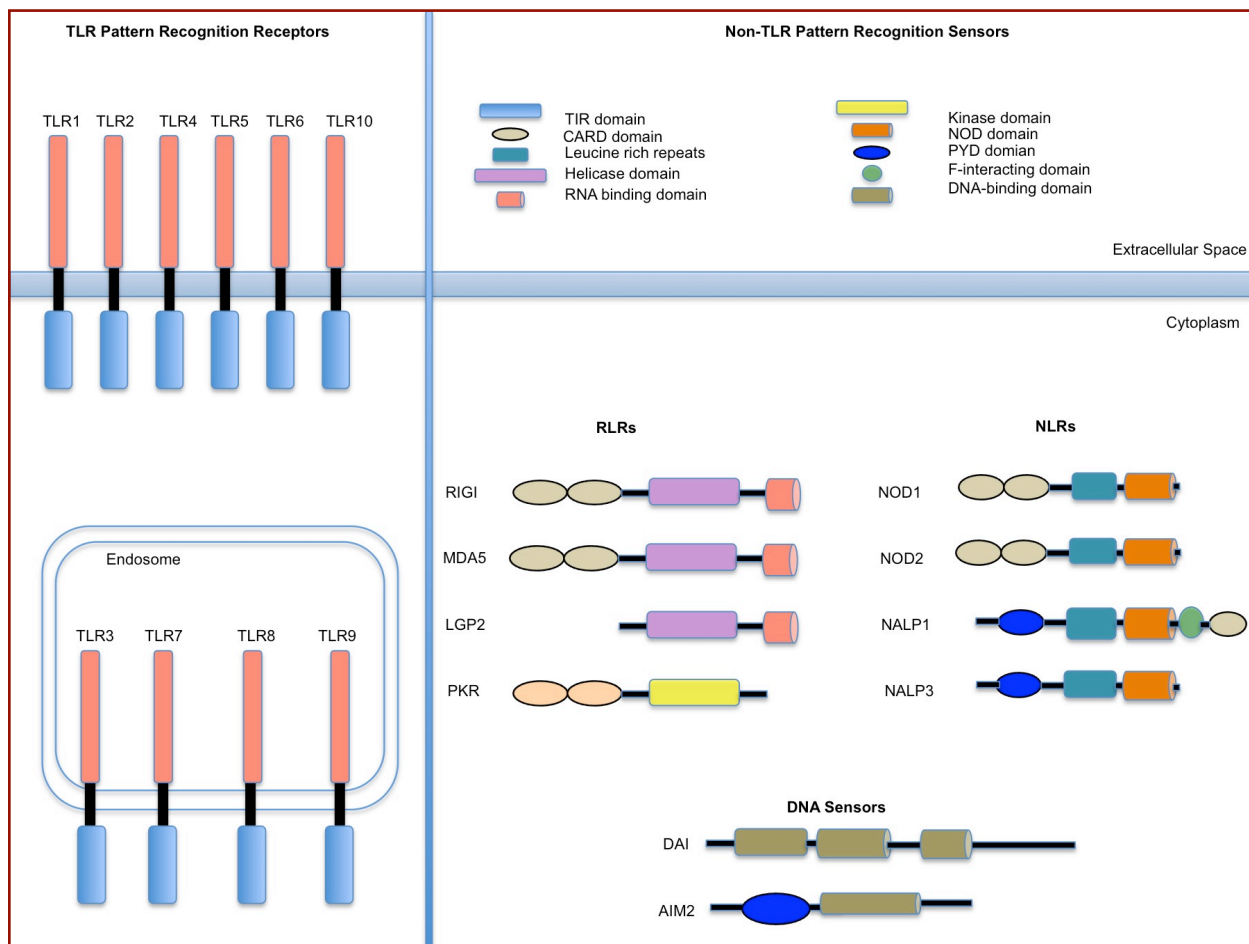 TLR Pattern Recognition Receptors
TLR1 TLR2 TLR4 TLR5 TLR6 TLR10
Endosome
TLR3 TLR7 TLR8 TLR9
Non-TLR Pattern Recognition Sensors
TIR domain
CARD domain
Leucine rich repeats
Helicase domain
RNA binding domain
Kinase domain
NOD domain
PYD domian
F-interacting domain
DNA-binding domain
Extracellular Space
Cytoplasm
RLRs
RIGI
MDA5
LGP2
PKR
NLRs
NOD1
NOD2
NALP1
NALP3
DNA Sensors
DAI
AIM2